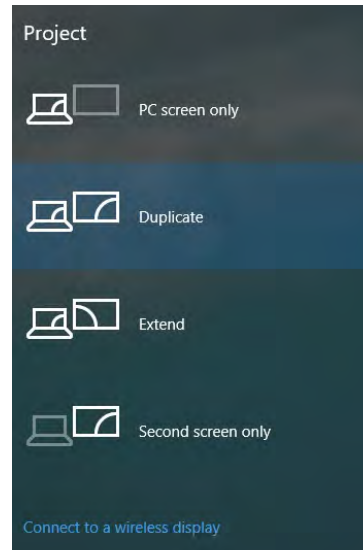 Project
PC screen only
Duplicate
Extend
Second screen only
Connect to a wireless display